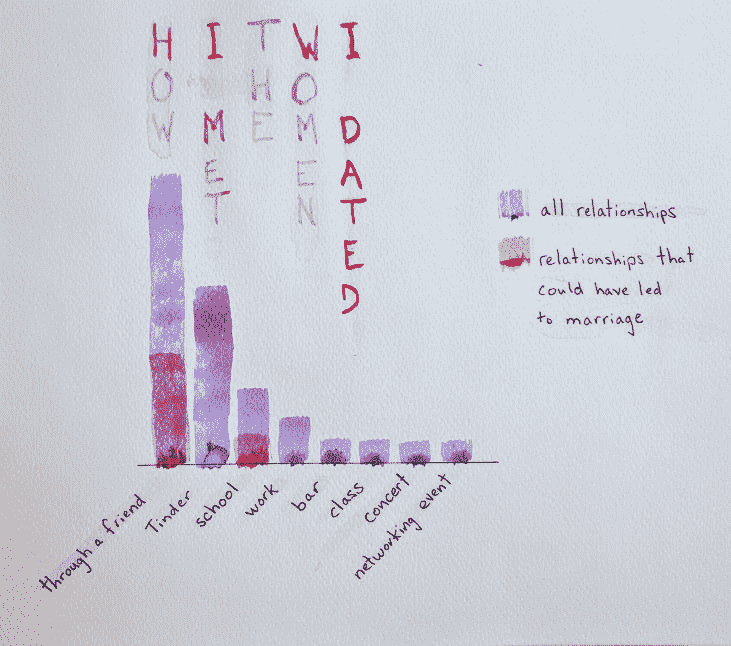 HOW I MET THE WOMEN I DATED
all relationships
relationships that
could have led
to marriage
through a friend
Tinder
school
work
bar
class
concert
networking event